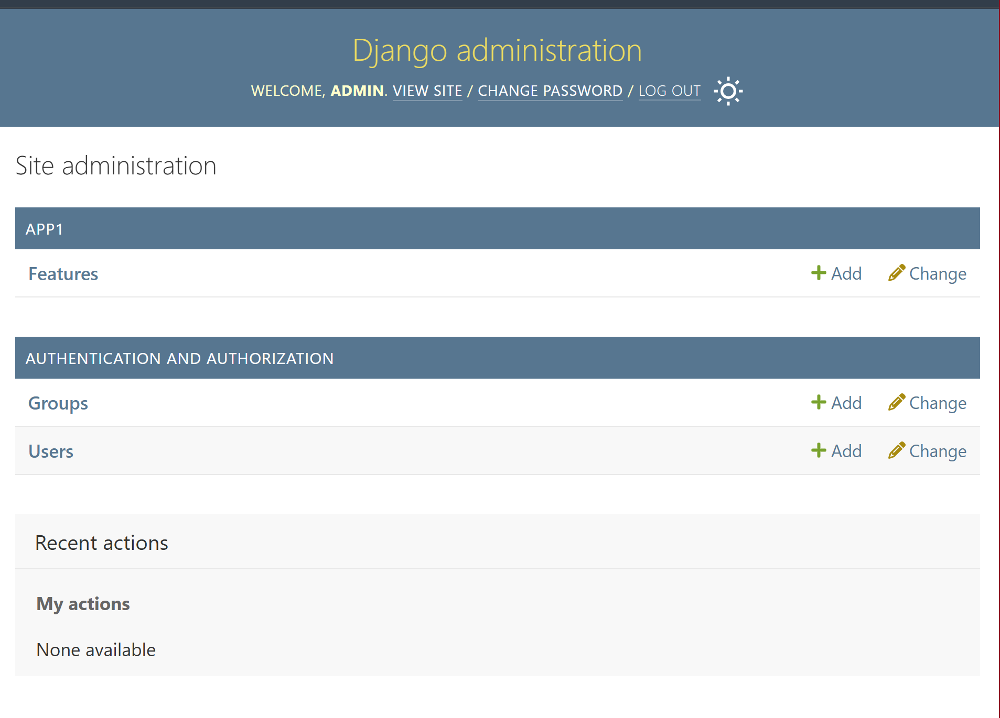 Django administration
WELCOME, ADMIN. VIEW SITE / CHANGE PASSWORD / LOG OUT
Site administration
APP1
Features Add Change
AUTHENTICATION AND AUTHORIZATION
Groups Add Change
Users Add Change
Recent actions
My actions
None available